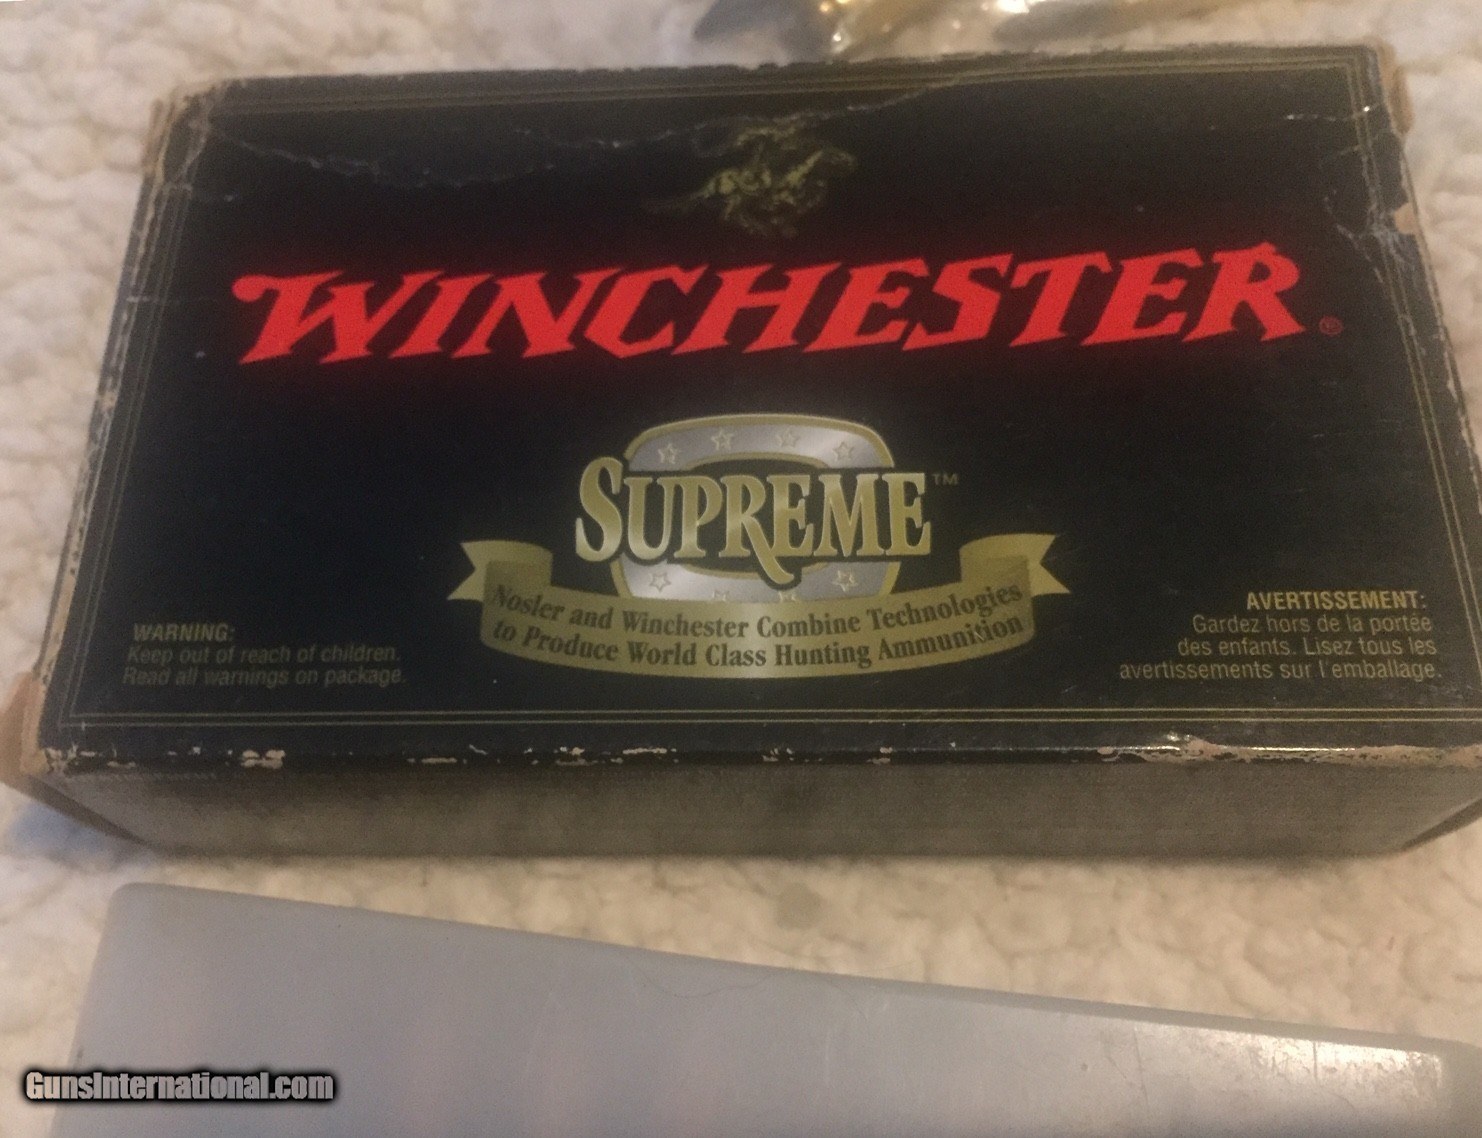 WINCHESTER®
SUPREME™
Nosler and Winchester Combine Technologies
to Produce World Class Hunting Ammunition
WARNING:
Keep out of reach of children.
Read all warnings on package.
AVERTISSEMENT:
Gardez hors de la portée
des enfants. Lisez tous les
avertissements sur l'emballage.
GunsInternational.com